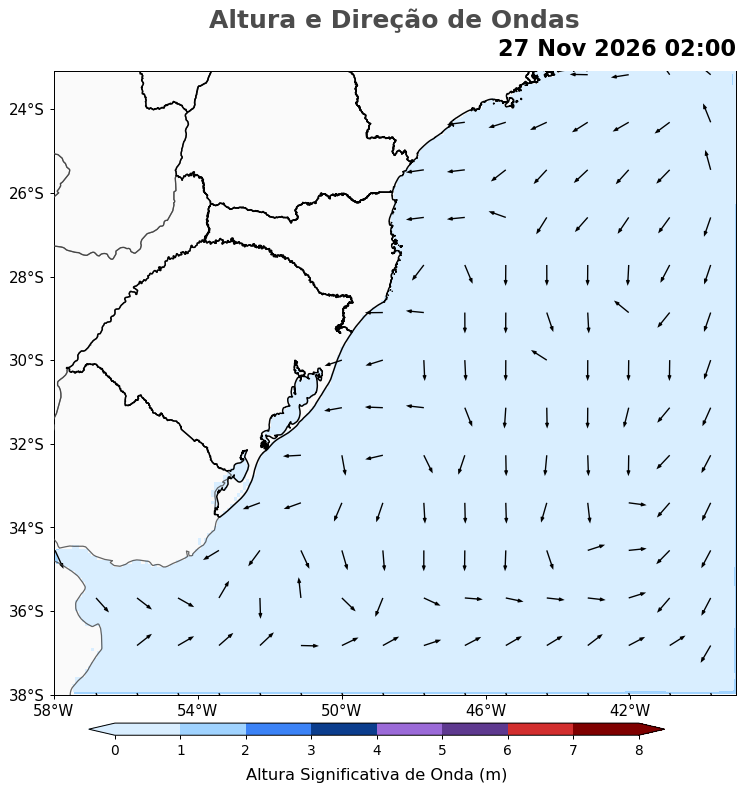 Altura e Direção de Ondas
27 Nov 2026 02:00
24°S
26°S
28°S
30°S
32°S
34°S
36°S
38°S
58°W 54°W 50°W 46°W 42°W
0 1 2 3 4 5 6 7 8
Altura Significativa de Onda (m)